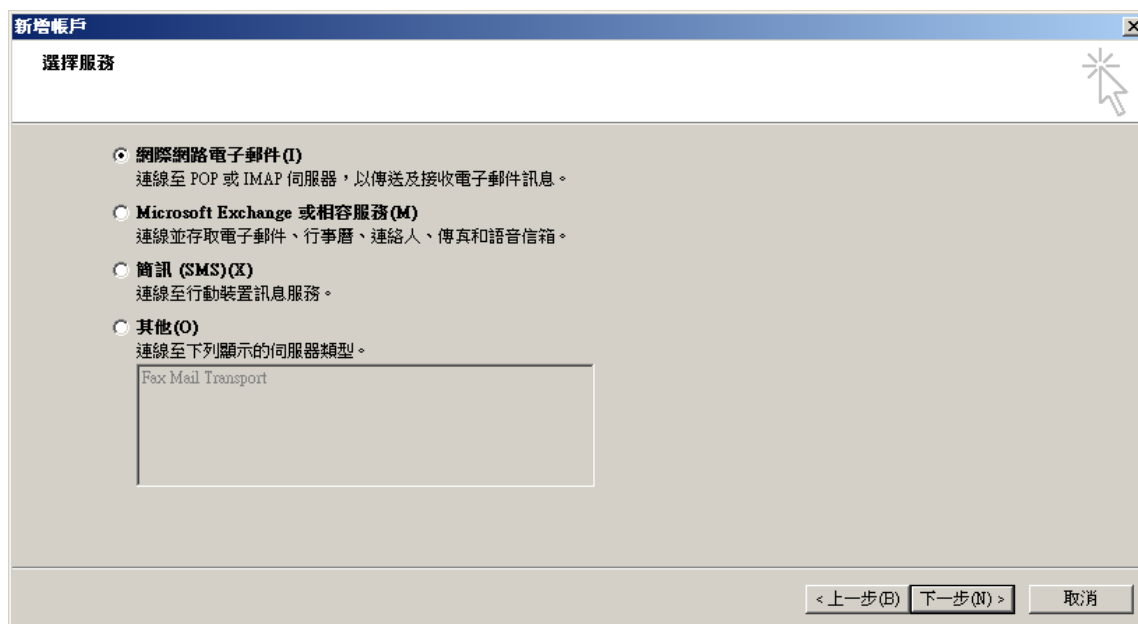 新增帳戶
選擇服務
網際網路電子郵件(I)
連線至 POP 或 IMAP 伺服器，以傳送及接收電子郵件訊息。
Microsoft Exchange 或相容服務(M)
連線並存取電子郵件、行事曆、連絡人、傳真和語音信箱。
簡訊 (SMS)(X)
連線至行動裝置訊息服務。
其他(O)
連線至下列顯示的伺服器類型。
Fax Mail Transport
< 上一步(B) 下一步(N) > 取消